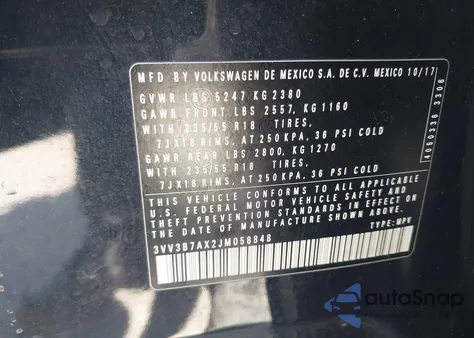 MFD BY VOLKSWAGEN DE MEXICO S.A. DE C.V. MEXICO 10/17
GVWR LBS 5247 KG 2380
GAWR FRONT LBS 2557, KG 1160
WITH 235/55 R18 TIRES,
7JX18 RIMS, AT 250 KPA, 36 PSI COLD
GAWR REAR LBS 2800, KG 1270
WITH 235/55 R18 TIRES,
7JX18 RIMS, AT 250 KPA, 36 PSI COLD
THIS VEHICLE CONFORMS TO ALL APPLICABLE
U.S. FEDERAL MOTOR VEHICLE
SAFETY STANDARDS IN EFFECT ON THE
DATE OF MANUFACTURE SHOWN ABOVE.
3VV3B7AX2JM058848 TYPE: MPV
4050336 3306
autoSnap